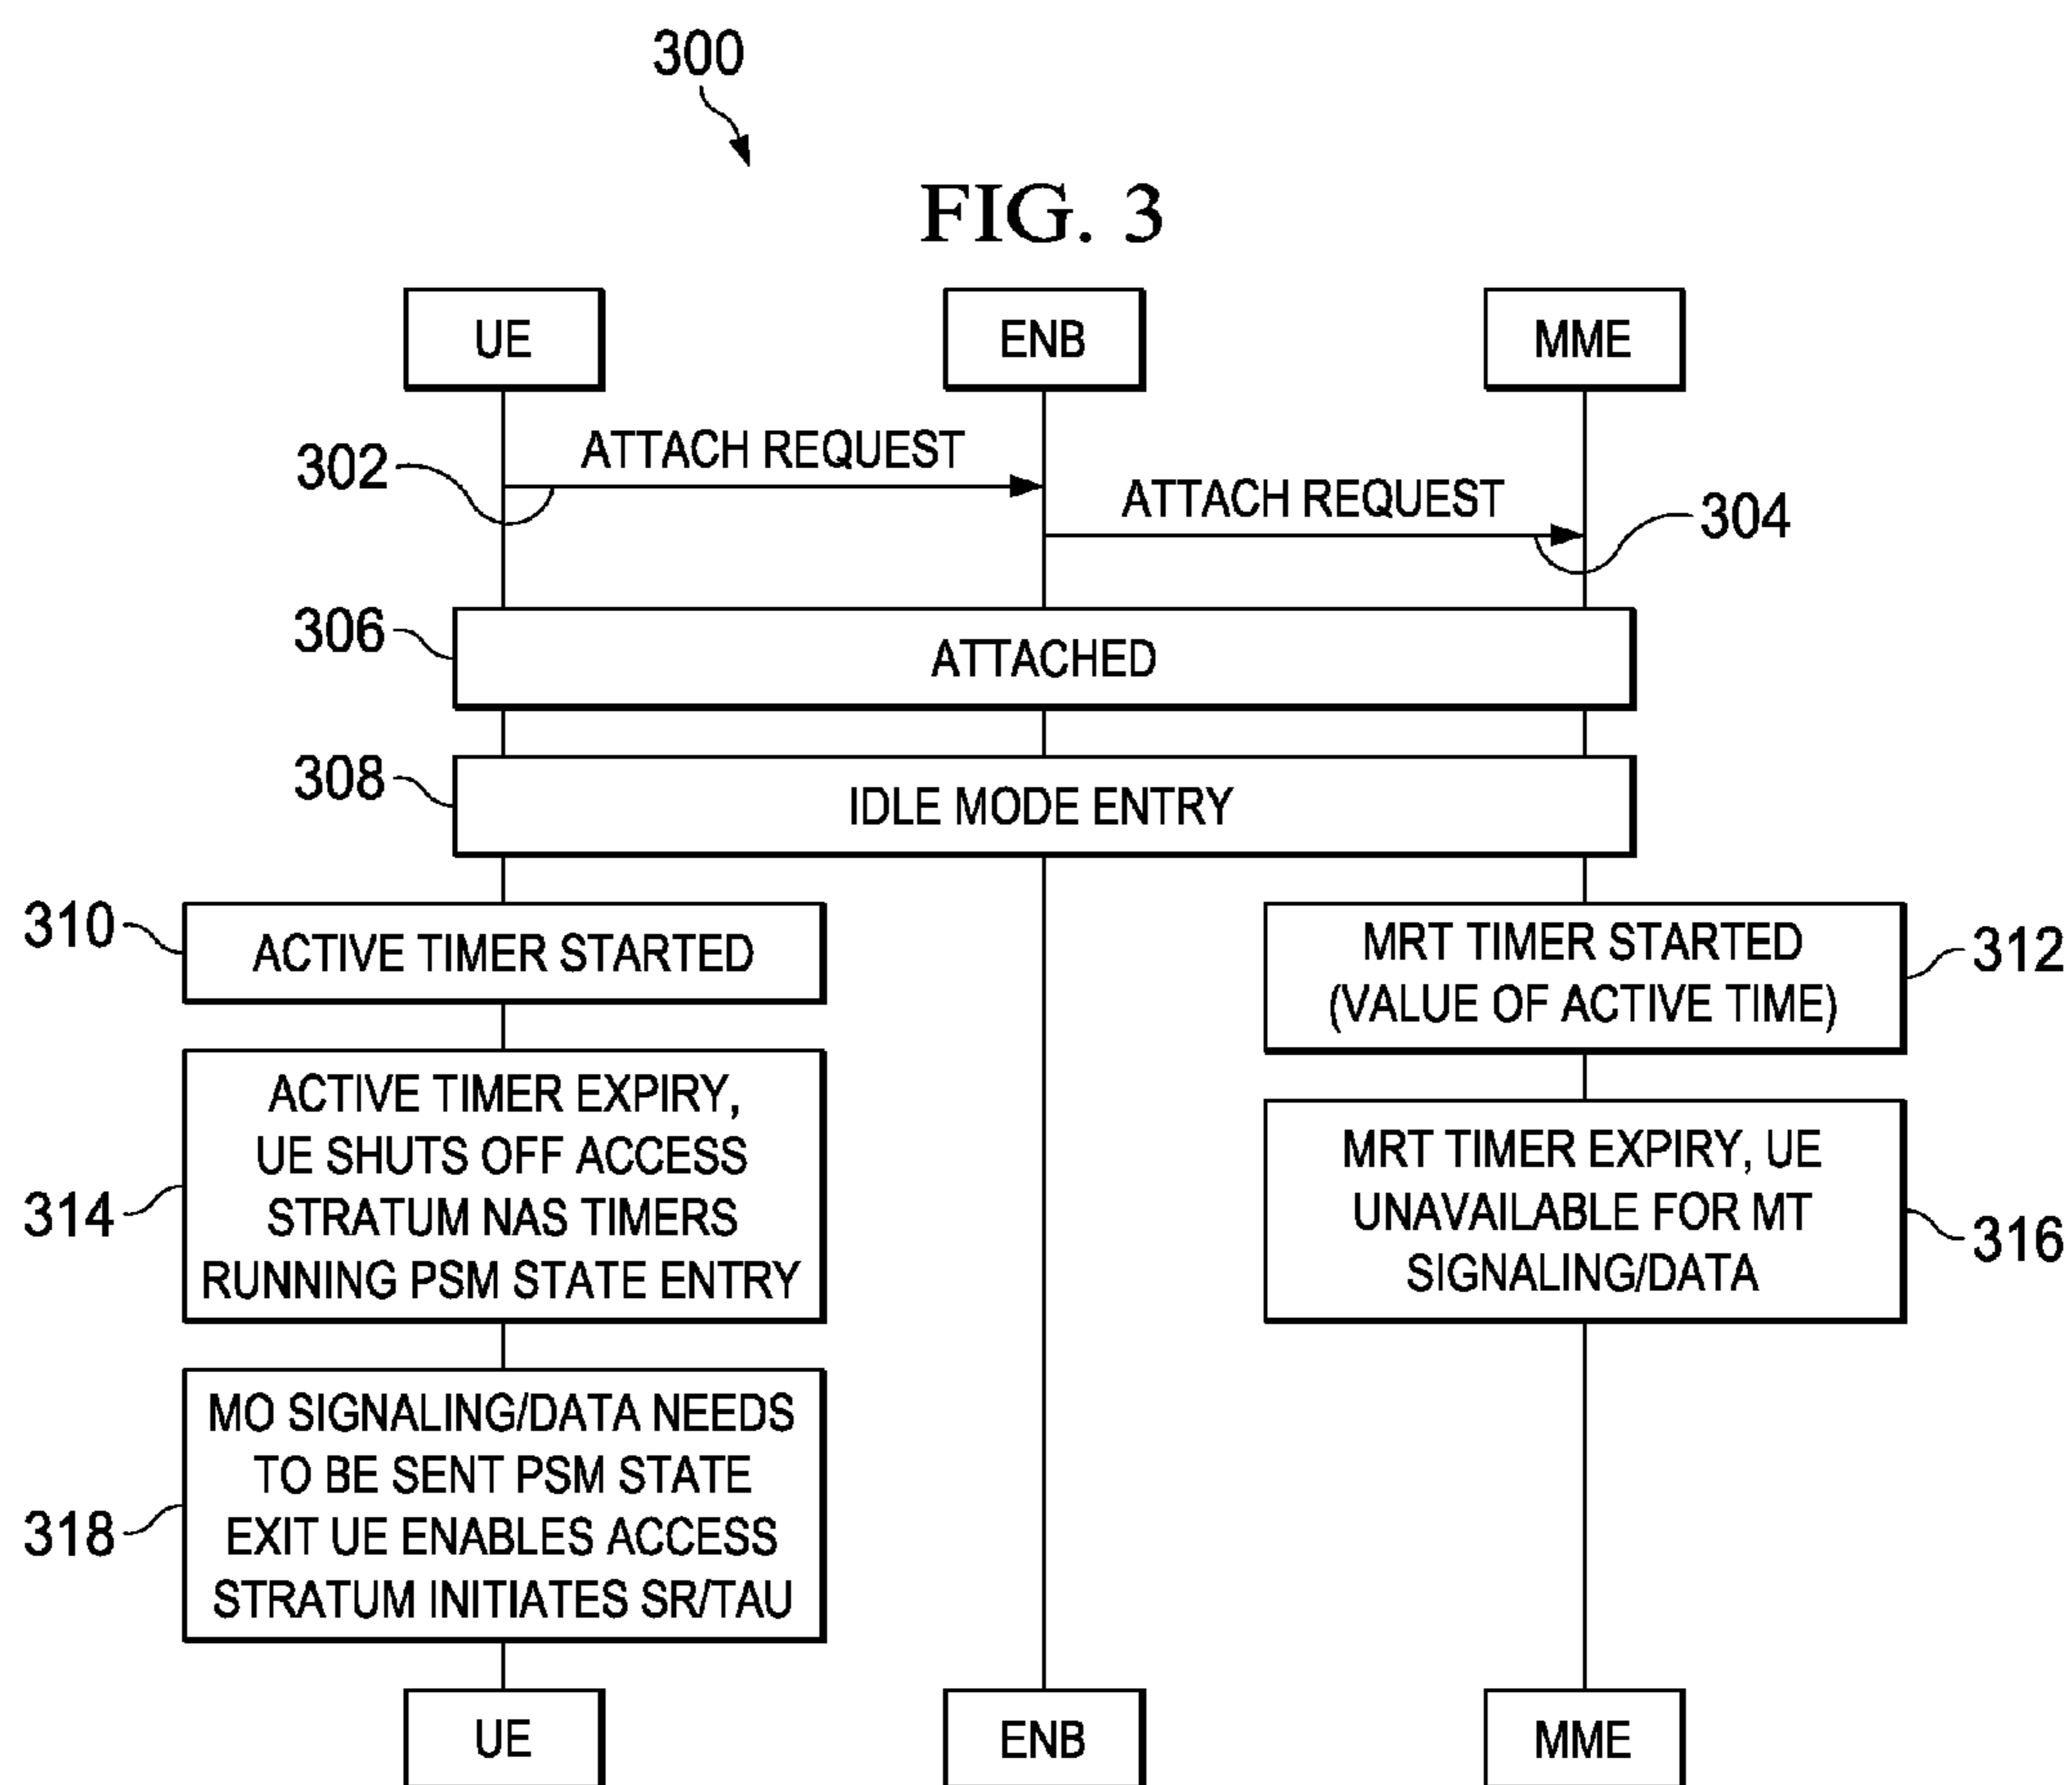 300
FIG. 3
UE
ENB
MME
302
ATTACH REQUEST
ATTACH REQUEST
304
306
ATTACHED
308
IDLE MODE ENTRY
310
ACTIVE TIMER STARTED
MRT TIMER STARTED
(VALUE OF ACTIVE TIME)
312
314
ACTIVE TIMER EXPIRY,
UE SHUTS OFF ACCESS
STRATUM NAS TIMERS
RUNNING PSM STATE ENTRY
MRT TIMER EXPIRY, UE
UNAVAILABLE FOR MT
SIGNALING/DATA
316
318
MO SIGNALING/DATA NEEDS
TO BE SENT PSM STATE
EXIT UE ENABLES ACCESS
STRATUM INITIATES SR/TAU
UE
ENB
MME